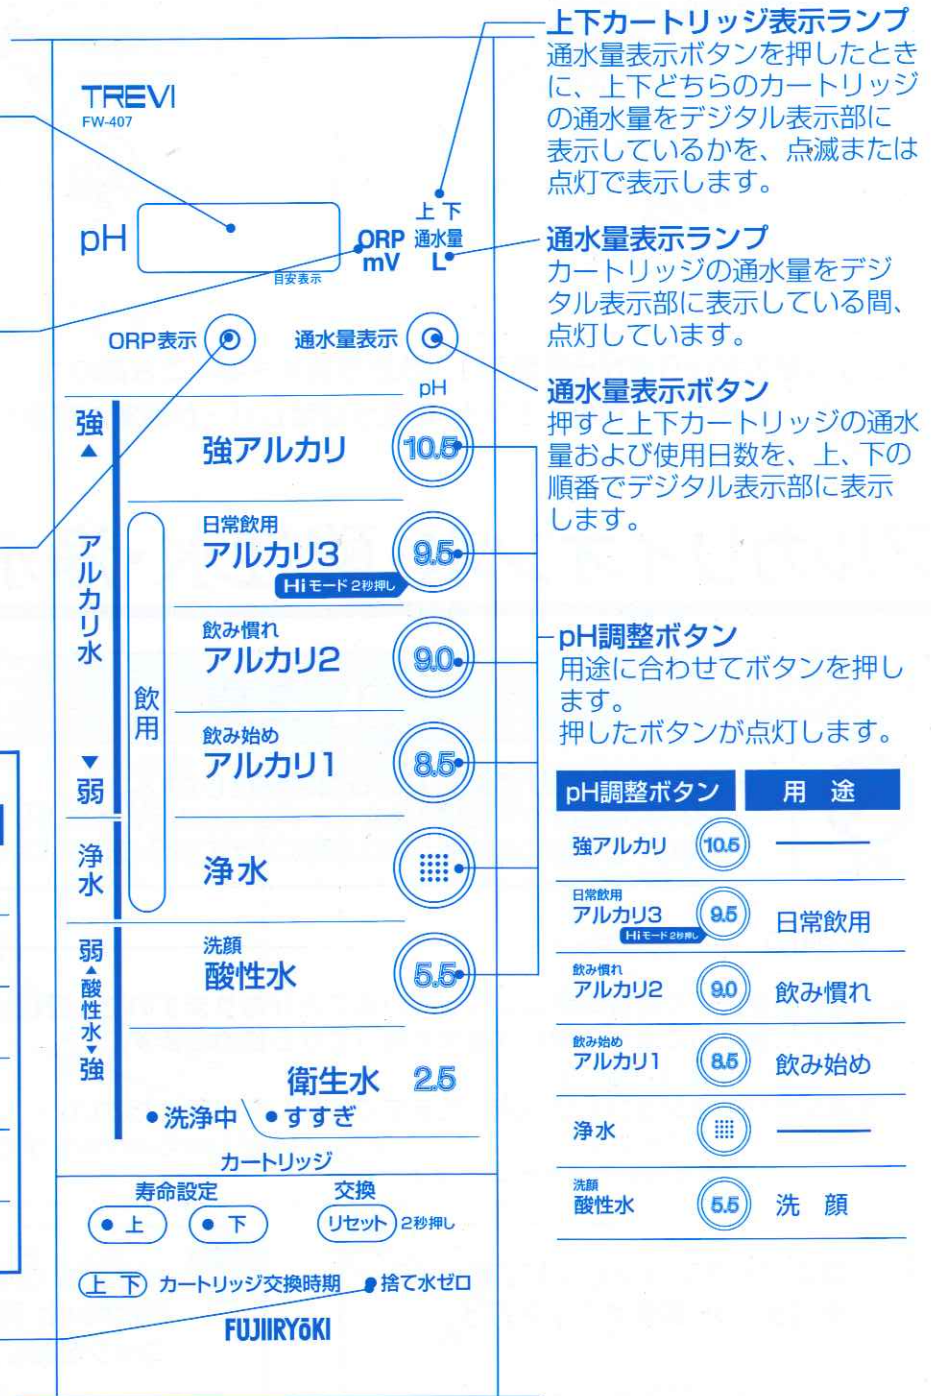 TREVI
FW-407
pH
目安表示
ORP
mV
上 下
通水量
L
ORP表示
通水量表示
pH
強
▲
アルカリ水
▼
弱
浄水
弱
▲
酸性水
▼
強
飲用
強アルカリ 10.5
日常飲用
アルカリ3 9.5
Hiモード2秒押し
飲み慣れ
アルカリ2 9.0
飲み始め
アルカリ1 8.5
浄水
洗顔
酸性水 5.5
衛生水 2.5
●洗浄中 ●すすぎ
カートリッジ
寿命設定 交換
●上 ●下 リセット 2秒押し
上 下 カートリッジ交換時期 ●捨て水ゼロ
FUJIIRYōKI
上下カートリッジ表示ランプ
通水量表示ボタンを押したとき
に、上下どちらのカートリッジ
の通水量をデジタル表示部に
表示しているかを、点滅または
点灯で表示します。
通水量表示ランプ
カートリッジの通水量をデジ
タル表示部に表示している間、
点灯しています。
通水量表示ボタン
押すと上下カートリッジの通水
量および使用日数を、上、下の
順番でデジタル表示部に表示
します。
pH調整ボタン
用途に合わせてボタンを押し
ます。
押したボタンが点灯します。
pH調整ボタン 用 途
強アルカリ 10.5 ―
日常飲用
アルカリ3 9.5 日常飲用
Hiモード2秒押し
飲み慣れ
アルカリ2 9.0 飲み慣れ
飲み始め
アルカリ1 8.5 飲み始め
浄水 ―
洗顔
酸性水 5.5 洗 顔